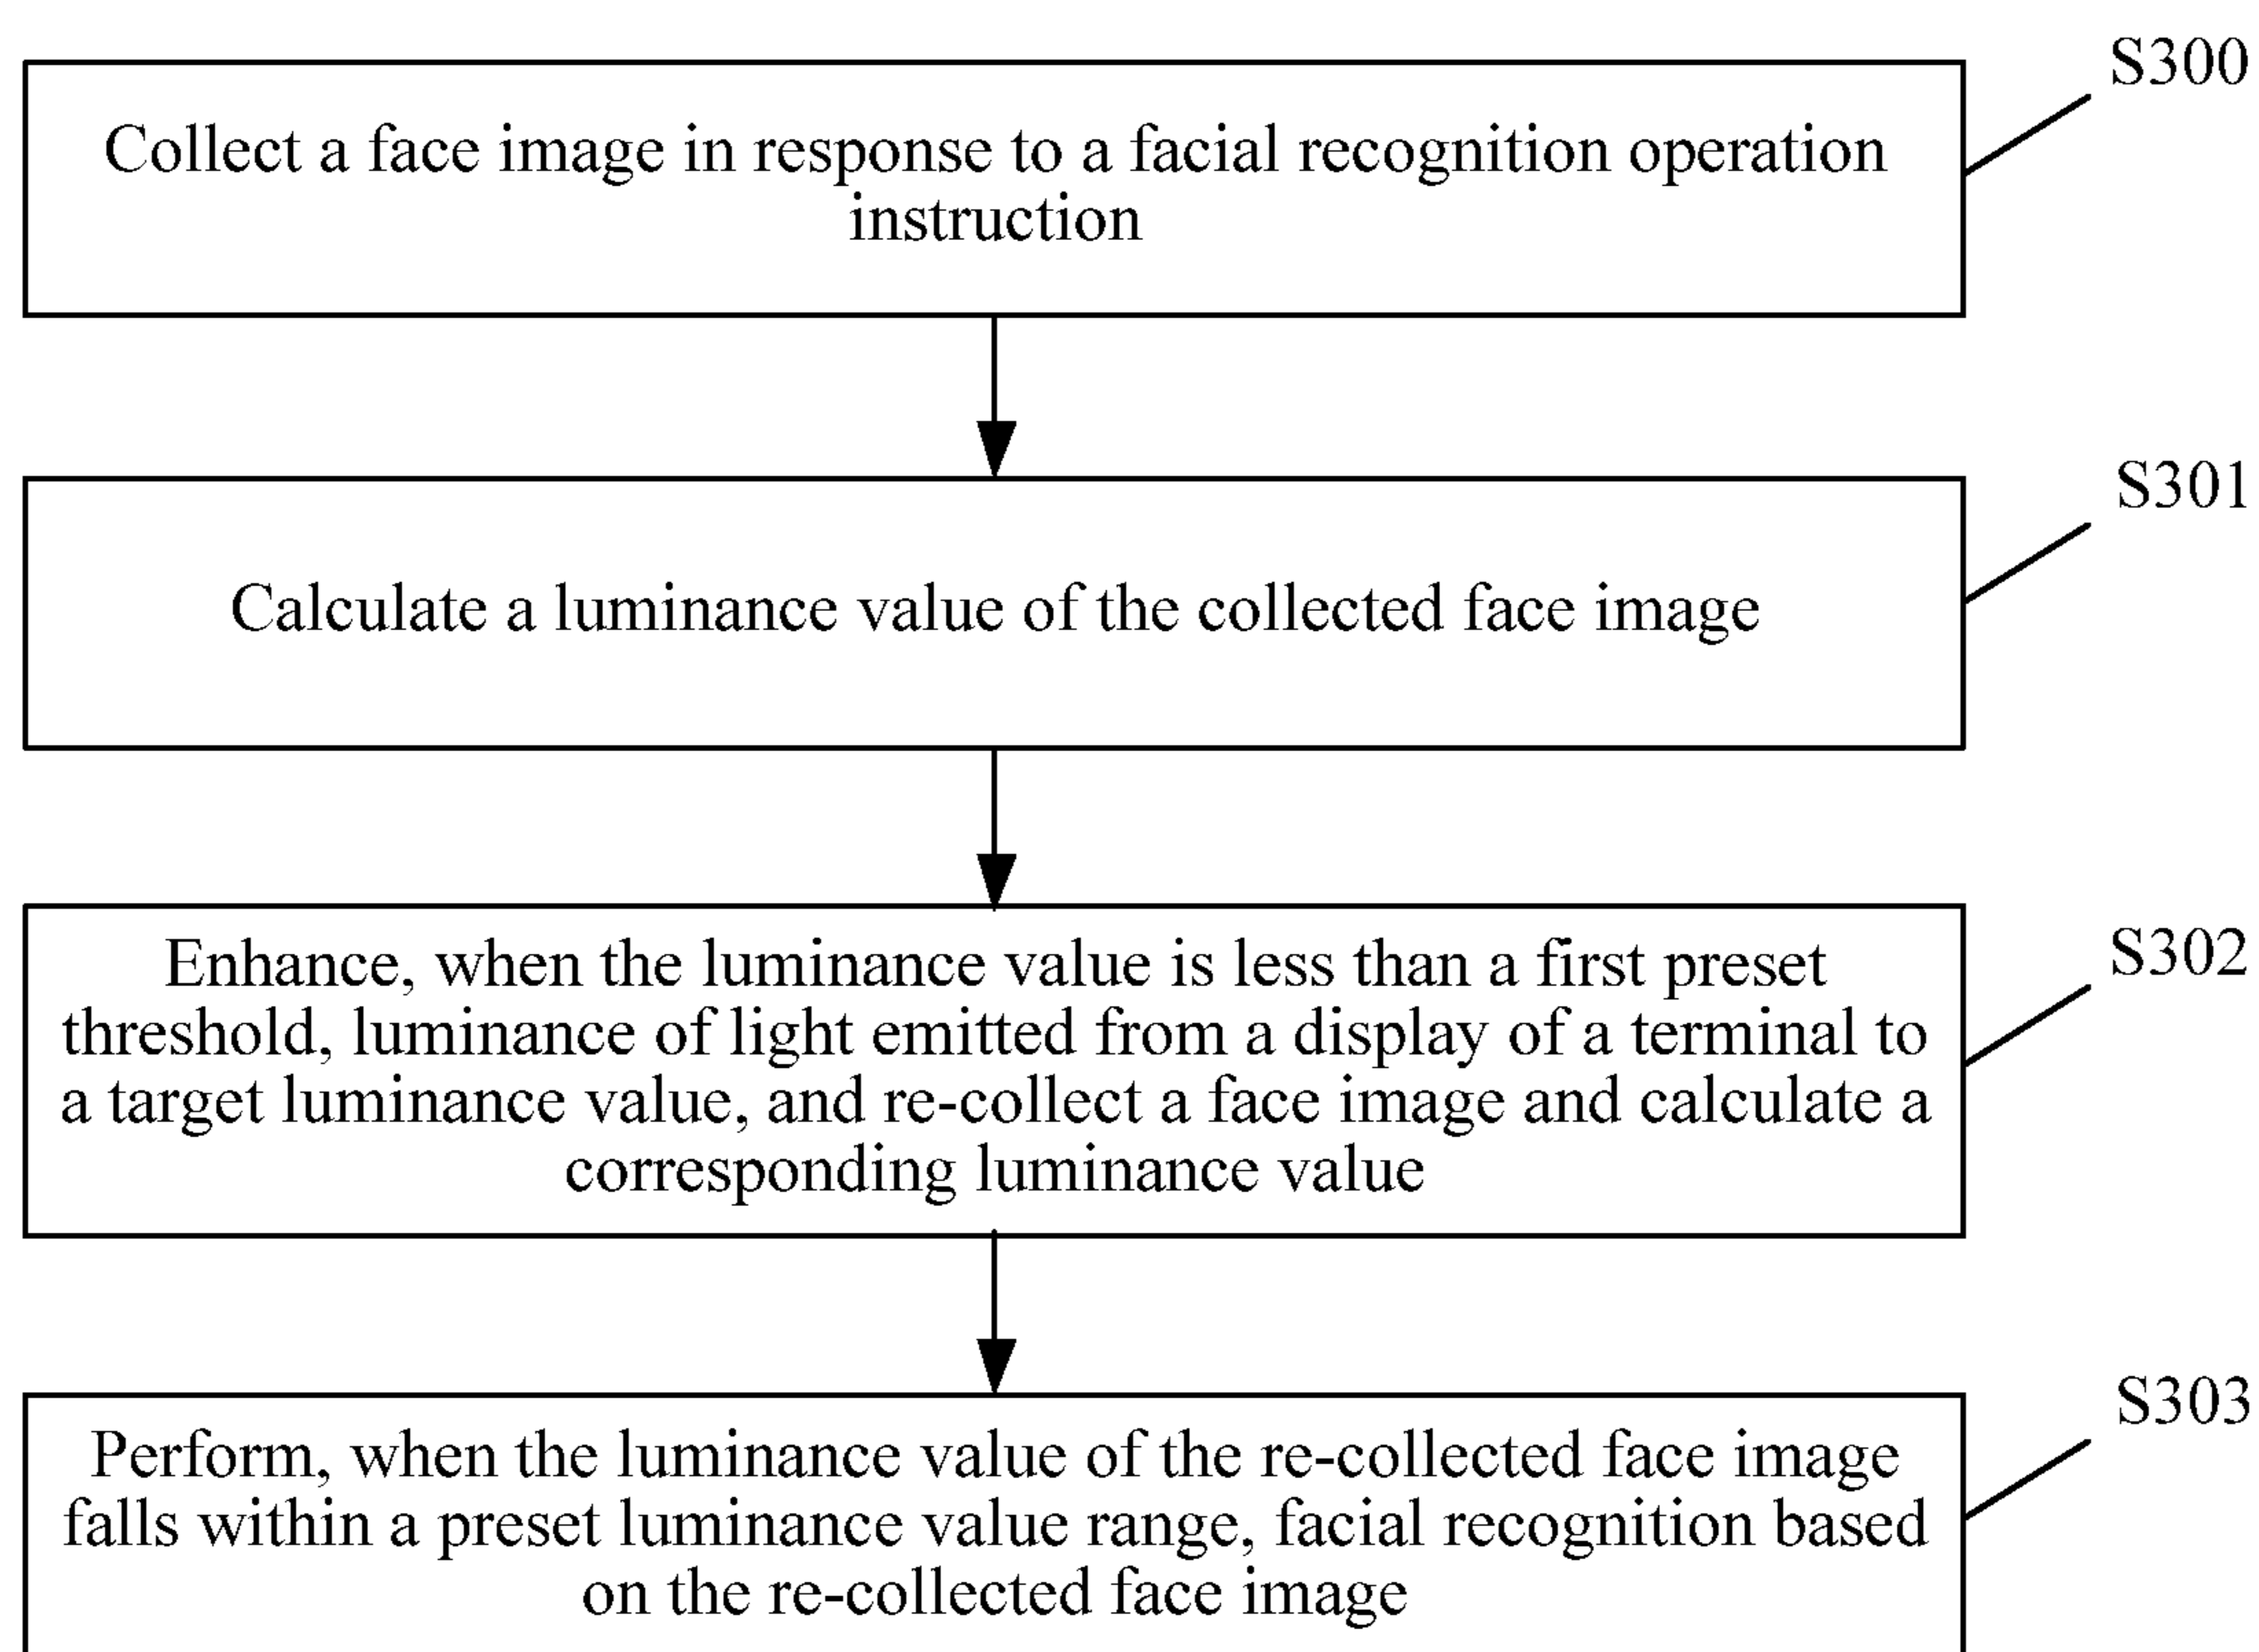 S300
Collect a face image in response to a facial recognition operation
instruction
S301
Calculate a luminance value of the collected face image
S302
Enhance, when the luminance value is less than a first preset
threshold, luminance of light emitted from a display of a terminal to
a target luminance value, and re-collect a face image and calculate a
corresponding luminance value
S303
Perform, when the luminance value of the re-collected face image
falls within a preset luminance value range, facial recognition based
on the re-collected face image